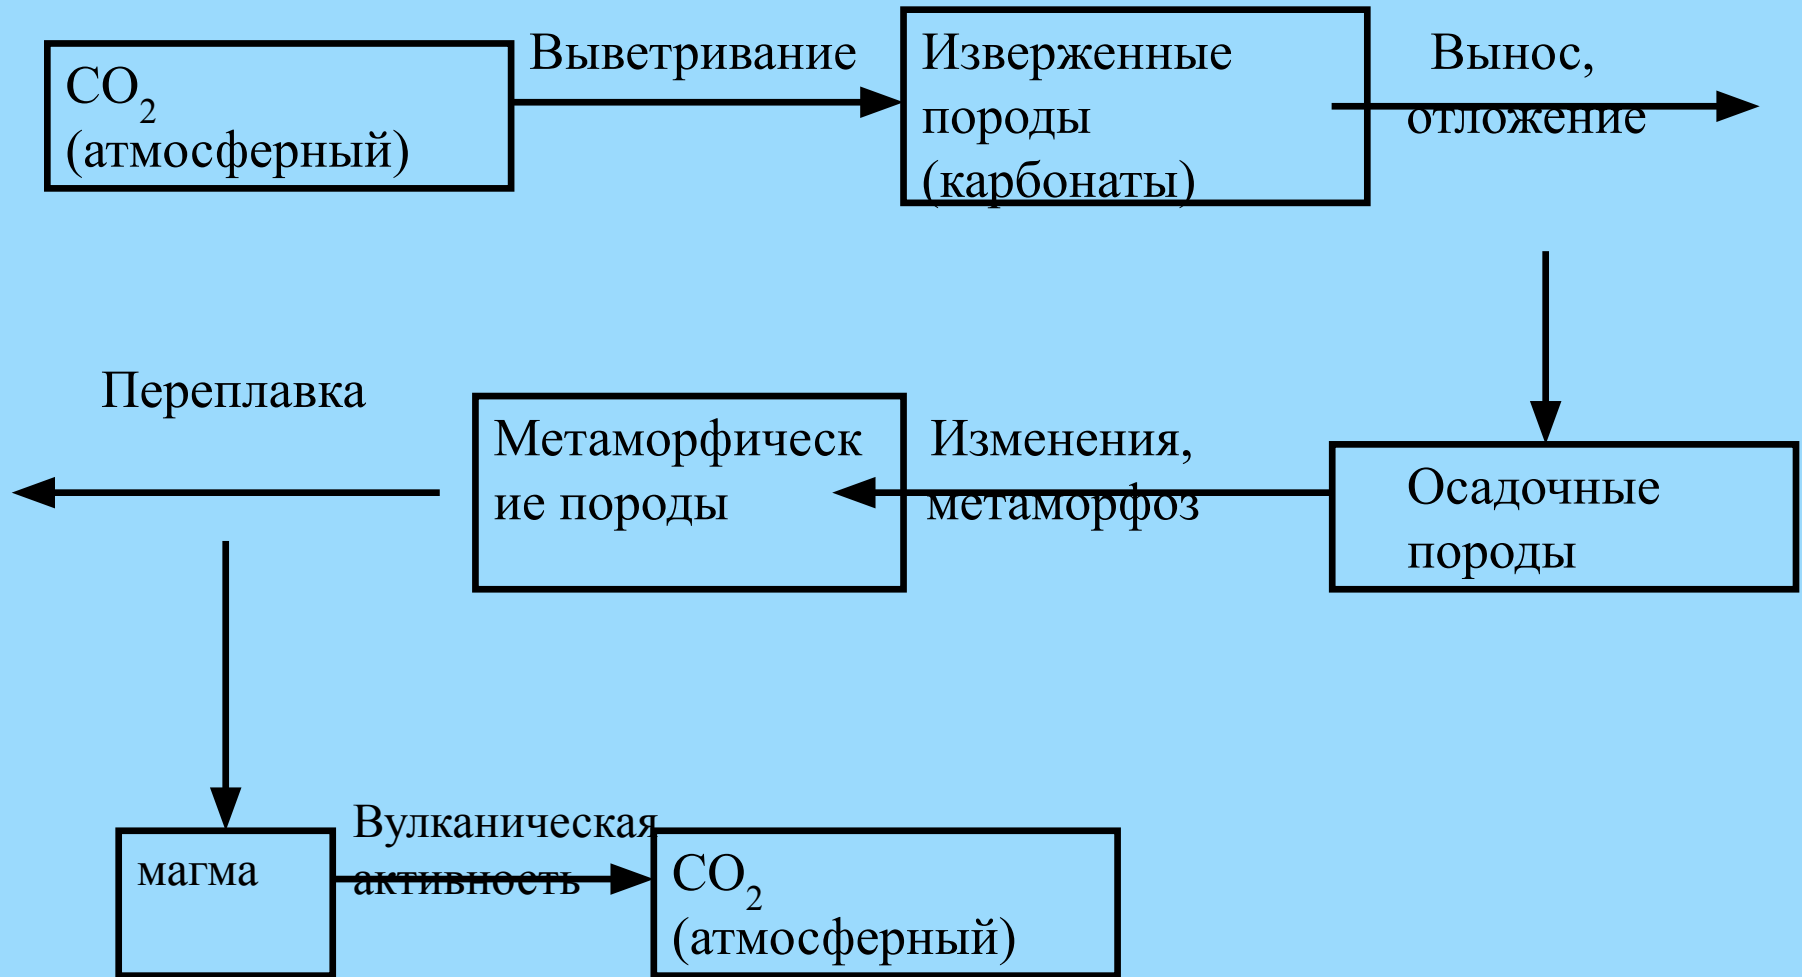 CO2
(атмосферный)
Выветривание
Изверженные
породы
(карбонаты)
Вынос,
отложение
Переплавка
Метаморфическ
ие породы
Изменения,
метаморфоз
Осадочные
породы
магма
Вулканическая
активность
CO2
(атмосферный)